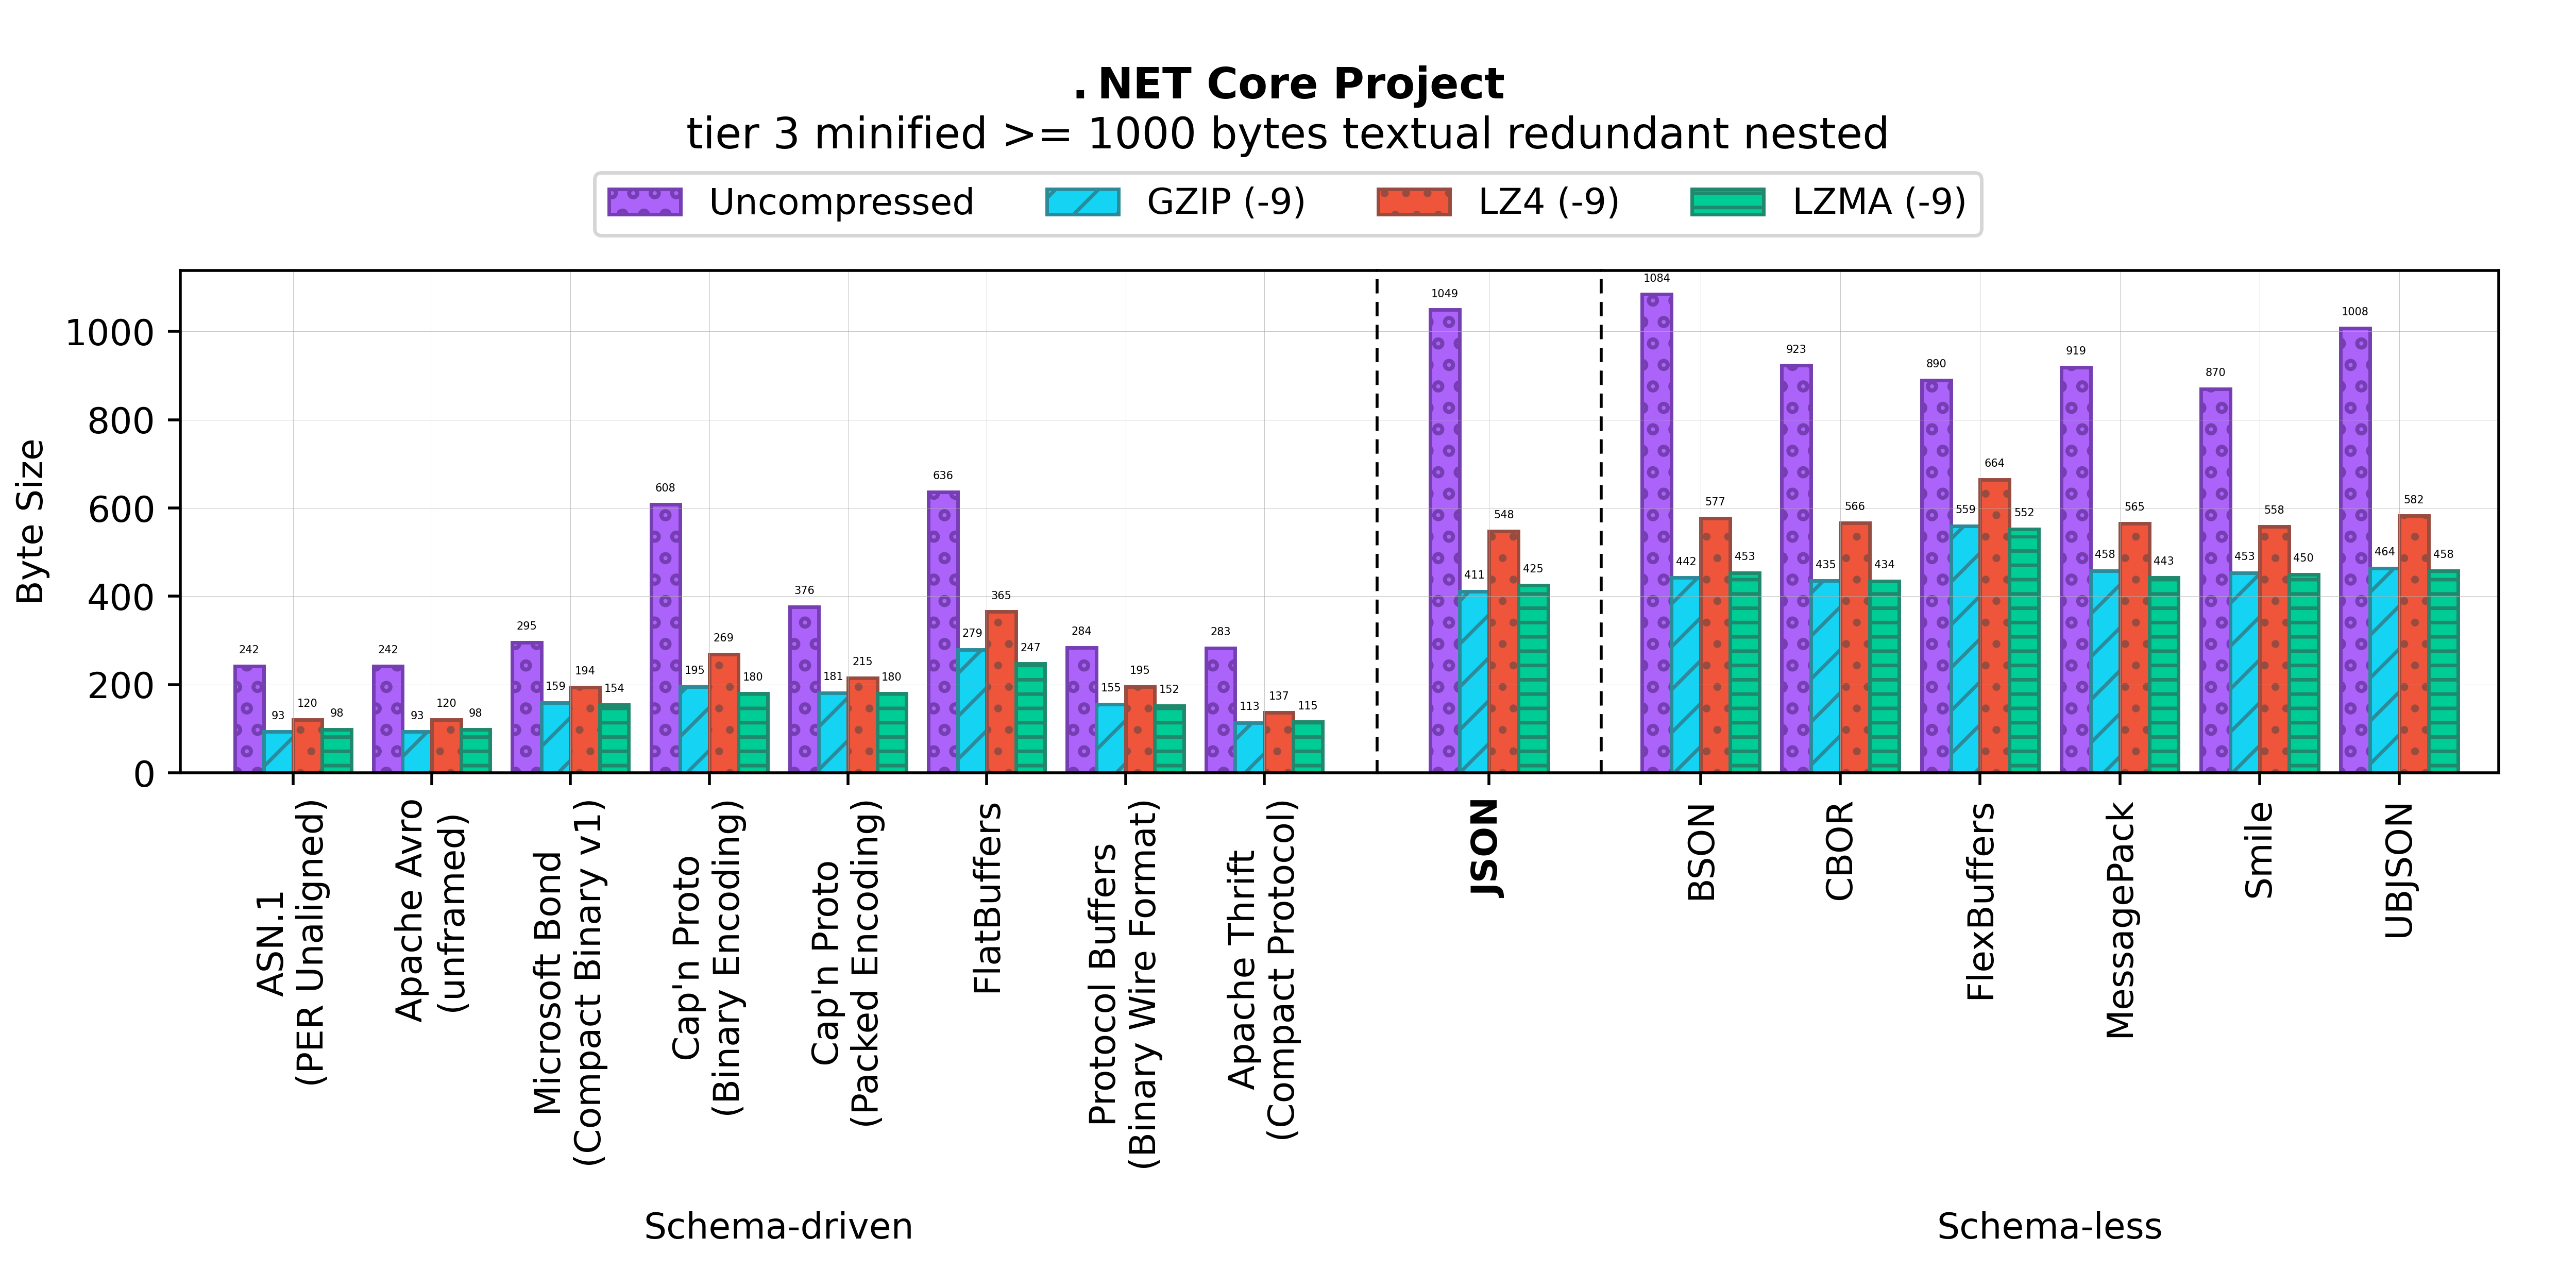 . NET Core Project
tier 3 minified >= 1000 bytes textual redundant nested
Uncompressed
GZIP (-9)
LZ4 (-9)
LZMA (-9)
Byte Size
1000
800
600
400
200
0
242
93
120
98
242
93
120
98
295
159
194
154
608
195
269
180
376
181
215
180
636
279
365
247
284
155
195
152
283
113
137
115
1049
411
548
425
1084
442
577
453
923
435
566
434
890
559
664
552
919
458
565
443
870
453
558
450
1008
464
582
458
ASN.1
(PER Unaligned)
Apache Avro
(unframed)
Microsoft Bond
(Compact Binary v1)
Cap'n Proto
(Binary Encoding)
Cap'n Proto
(Packed Encoding)
FlatBuffers
Protocol Buffers
(Binary Wire Format)
Apache Thrift
(Compact Protocol)
JSON
BSON
CBOR
FlexBuffers
MessagePack
Smile
UBJSON
Schema-driven
Schema-less